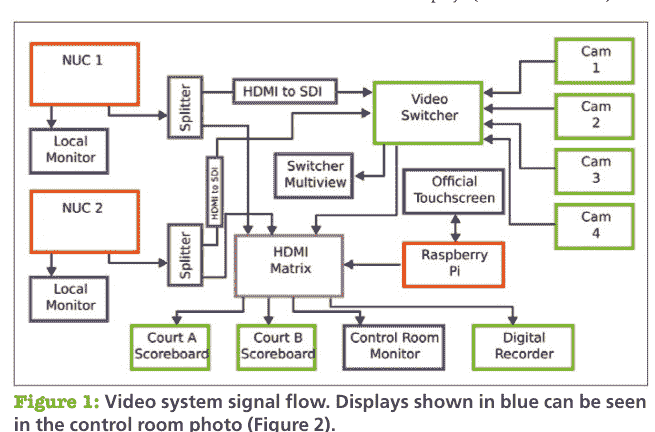 NUC 1
Local
Monitor
Splitter
HDMI to SDI
Video
Switcher
Cam
1
Cam
2
Cam
3
Cam
4
HDMI to SDI
Switcher
Multiview
Official
Touchscreen
NUC 2
Local
Monitor
Splitter
HDMI
Matrix
Raspberry
Pi
Court A
Scoreboard
Court B
Scoreboard
Control Room
Monitor
Digital
Recorder
Figure 1: Video system signal flow. Displays shown in blue can be seen
in the control room photo (Figure 2).